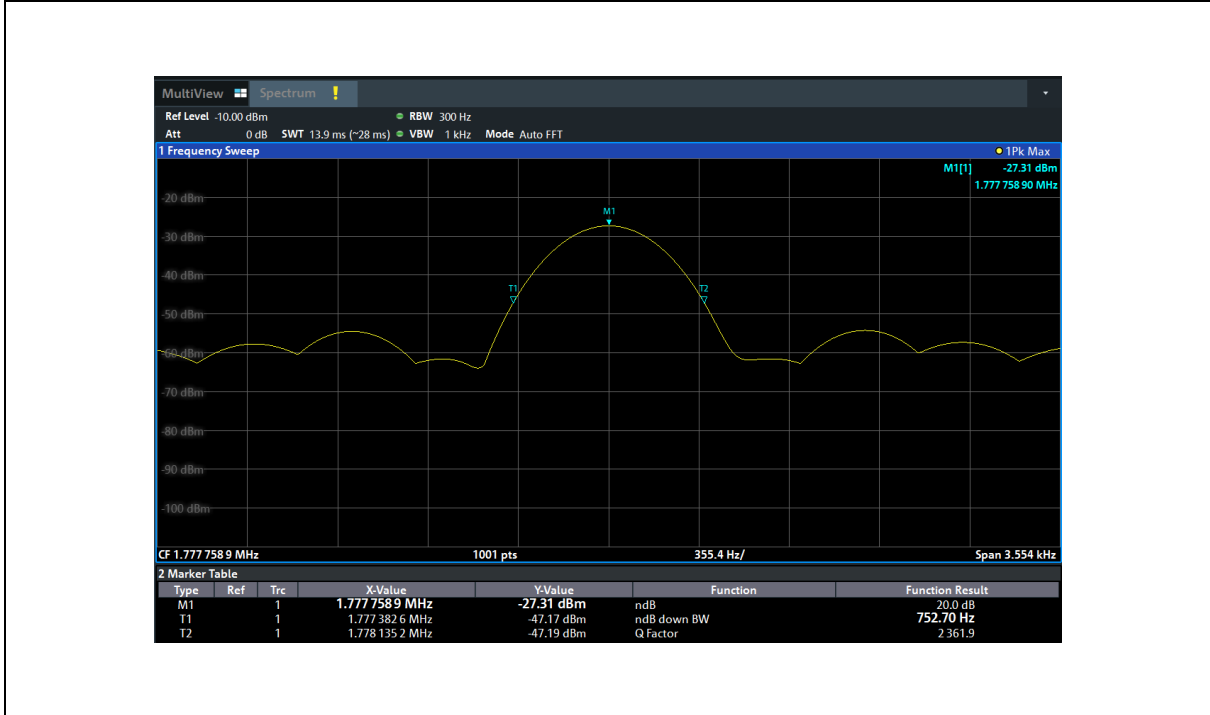 MultiView Spectrum !
Ref Level -10.00 dBm RBW 300 Hz
Att 0 dB SWT 13.9 ms (~28 ms) VBW 1 kHz Mode Auto FFT
1 Frequency Sweep 1Pk Max
M1[1] -27.31 dBm
1.777 758 90 MHz
-20 dBm
M1
-30 dBm
-40 dBm
T1 T2
-50 dBm
-60 dBm
-70 dBm
-80 dBm
-90 dBm
-100 dBm
CF 1.777 758 9 MHz 1001 pts 355.4 Hz/ Span 3.554 kHz
2 Marker Table
Type Ref Trc X-Value Y-Value Function Function Result
M1 1 1.777 758 9 MHz -27.31 dBm ndB 20.0 dB
T1 1 1.777 382 6 MHz -47.17 dBm ndB down BW 752.70 Hz
T2 1 1.778 135 2 MHz -47.19 dBm Q Factor 2 361.9